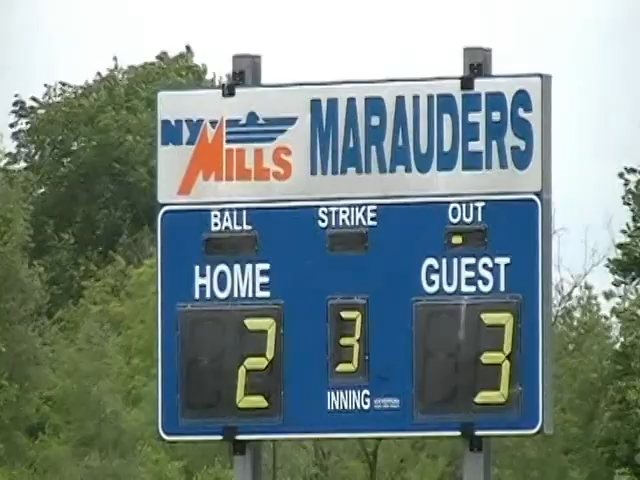 NY MILLS MARAUDERS
BALL STRIKE OUT
HOME GUEST
2 3 3
INNING